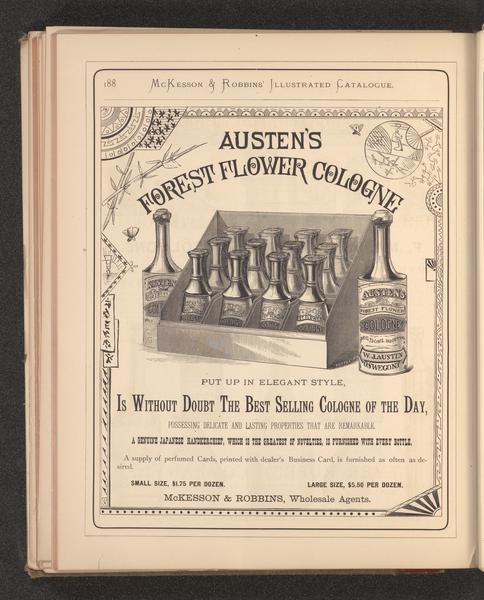 188 McKesson & Robbins' Illustrated Catalogue.
AUSTEN'S
FOREST FLOWER COLOGNE
AUSTEN'S
FOREST FLOWER
COLOGNE
W.J. AUSTEN
OSWEGO N.Y.
PUT UP IN ELEGANT STYLE,
Is Without Doubt The Best Selling Cologne of the Day,
POSSESSING DELICATE AND LASTING PROPERTIES THAT ARE REMARKABLE.
A GENUINE JAPANESE HANDKERCHIEF, WHICH IS THE GREATEST OF NOVELTIES, IS FURNISHED WITH EVERY BOTTLE.
A supply of perfumed Cards, printed with dealer's Business Card, is furnished as often as de-
sired.
SMALL SIZE, $1.75 PER DOZEN. LARGE SIZE, $5.50 PER DOZEN.
McKESSON & ROBBINS, Wholesale Agents.